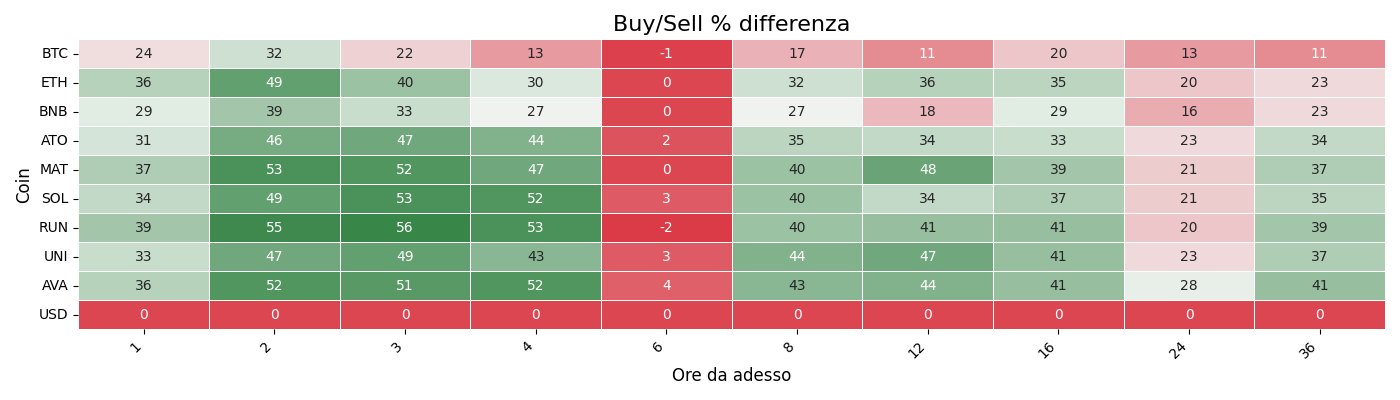 Buy/Sell % differenza
Coin
BTC 24 32 22 13 -1 17 11 20 13 11
ETH 36 49 40 30 0 32 36 35 20 23
BNB 29 39 33 27 0 27 18 29 16 23
ATO 31 46 47 44 2 35 34 33 23 34
MAT 37 53 52 47 0 40 48 39 21 37
SOL 34 49 53 52 3 40 34 37 21 35
RUN 39 55 56 53 -2 40 41 41 20 39
UNI 33 47 49 43 3 44 47 41 23 37
AVA 36 52 51 52 4 43 44 41 28 41
USD 0 0 0 0 0 0 0 0 0 0
1 2 3 4 6 8 12 16 24 36
Ore da adesso